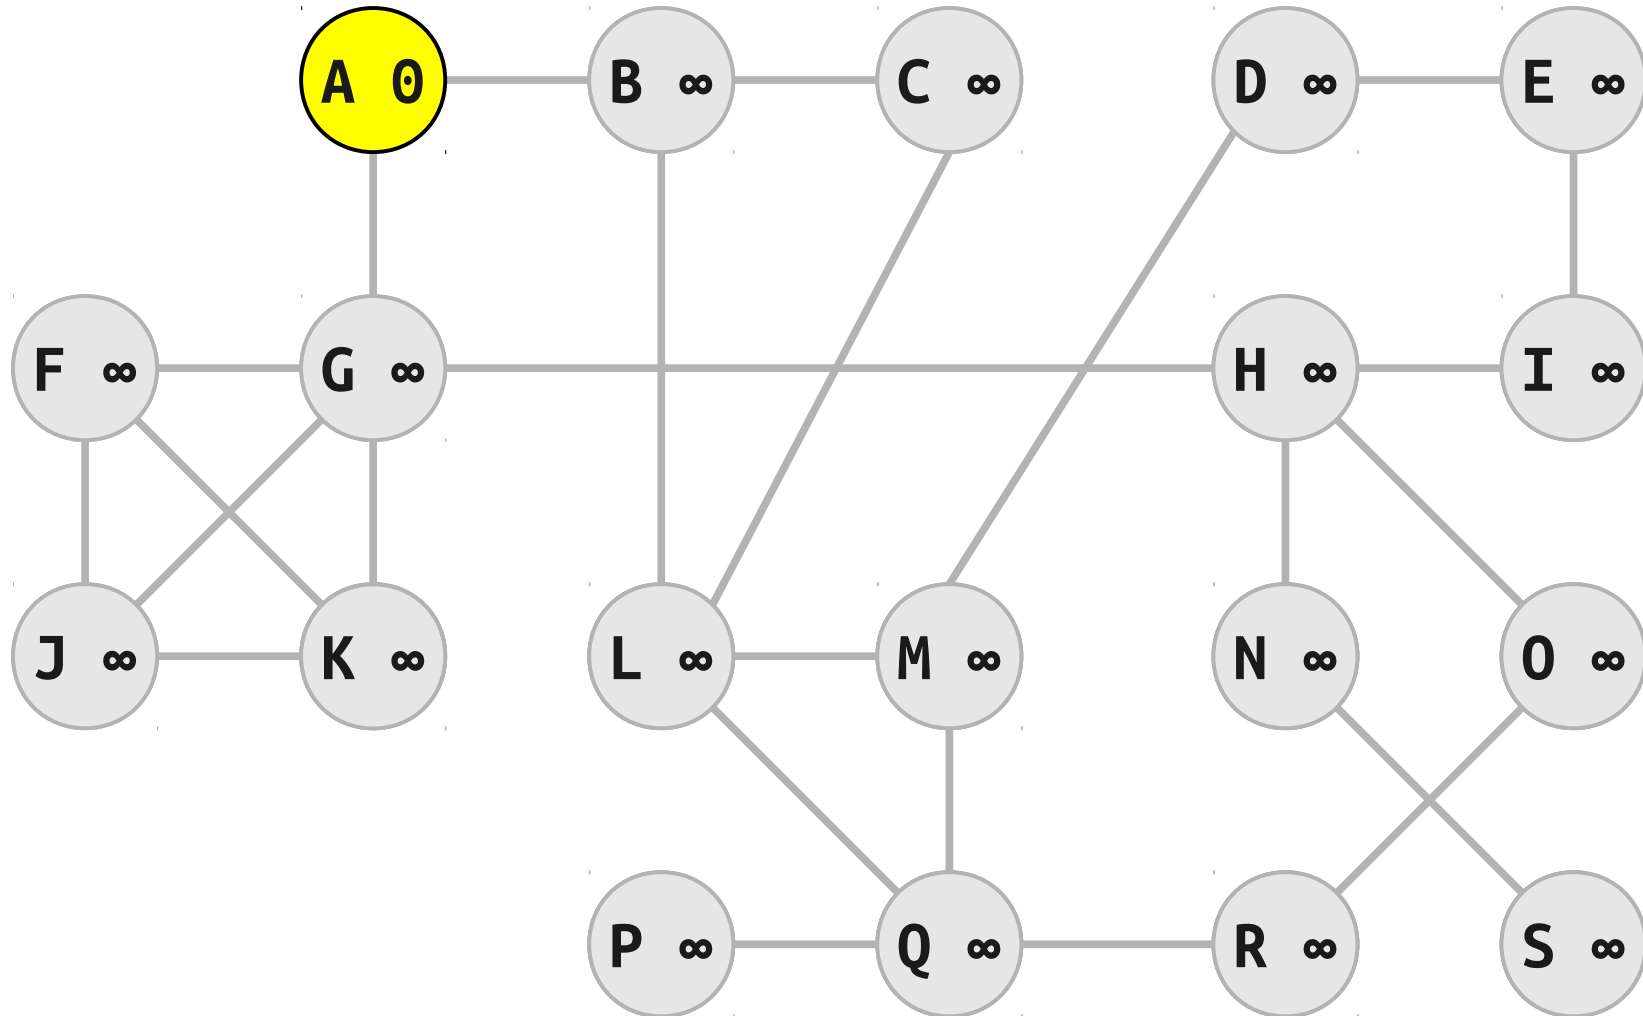 A 0 B ∞ C ∞ D ∞ E ∞
F ∞ G ∞ H ∞ I ∞
J ∞ K ∞ L ∞ M ∞ N ∞ O ∞
P ∞ Q ∞ R ∞ S ∞